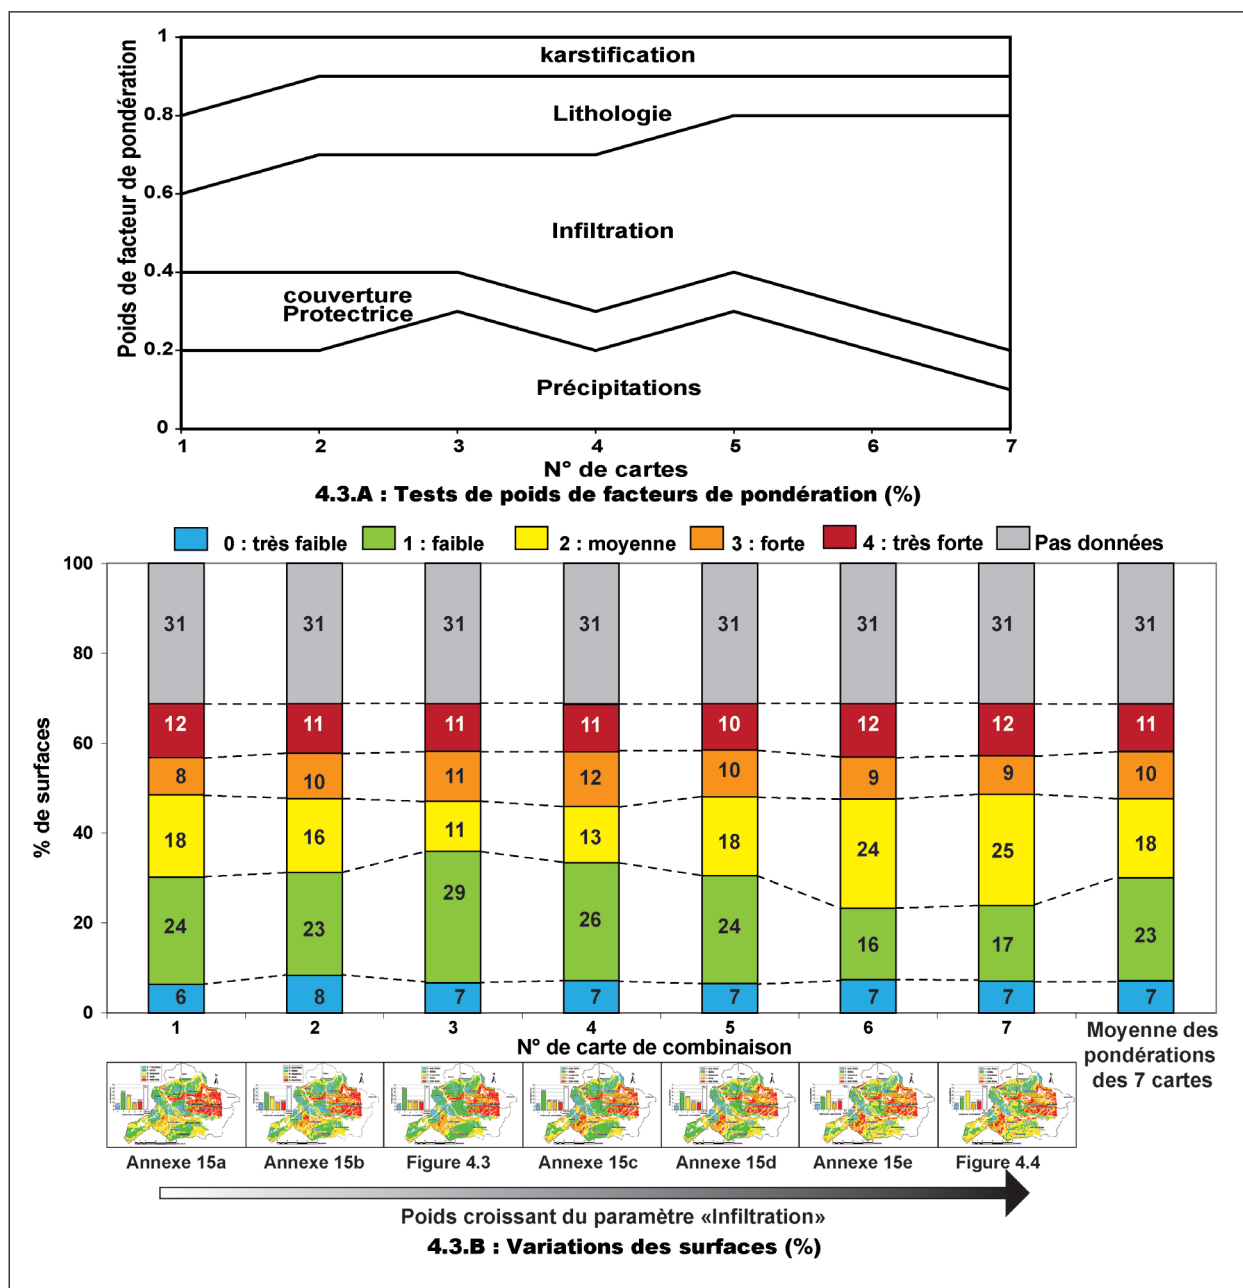 1
karstification
0.8
Lithologie
0.6
Infiltration
0.4
couverture
Protectrice
0.2
Précipitations
0
Poids de facteur de pondération
1 2 3 4 5 6 7
N° de cartes
4.3.A : Tests de poids de facteurs de pondération (%)
0 : très faible 1 : faible 2 : moyenne 3 : forte 4 : très forte Pas données
100
80
60
40
20
0
% de surfaces
31 31 31 31 31 31 31 31
12 11 11 11 10 12 12 11
8 10 11 12 10 9 9 10
18 16 11 13 18 24 25 18
24 23 29 26 24 16 17 23
6 8 7 7 7 7 7 7
1 2 3 4 5 6 7
Moyenne des
pondérations
des 7 cartes
N° de carte de combinaison
Annexe 15a Annexe 15b Figure 4.3 Annexe 15c Annexe 15d Annexe 15e Figure 4.4
Poids croissant du paramètre «Infiltration»
4.3.B : Variations des surfaces (%)